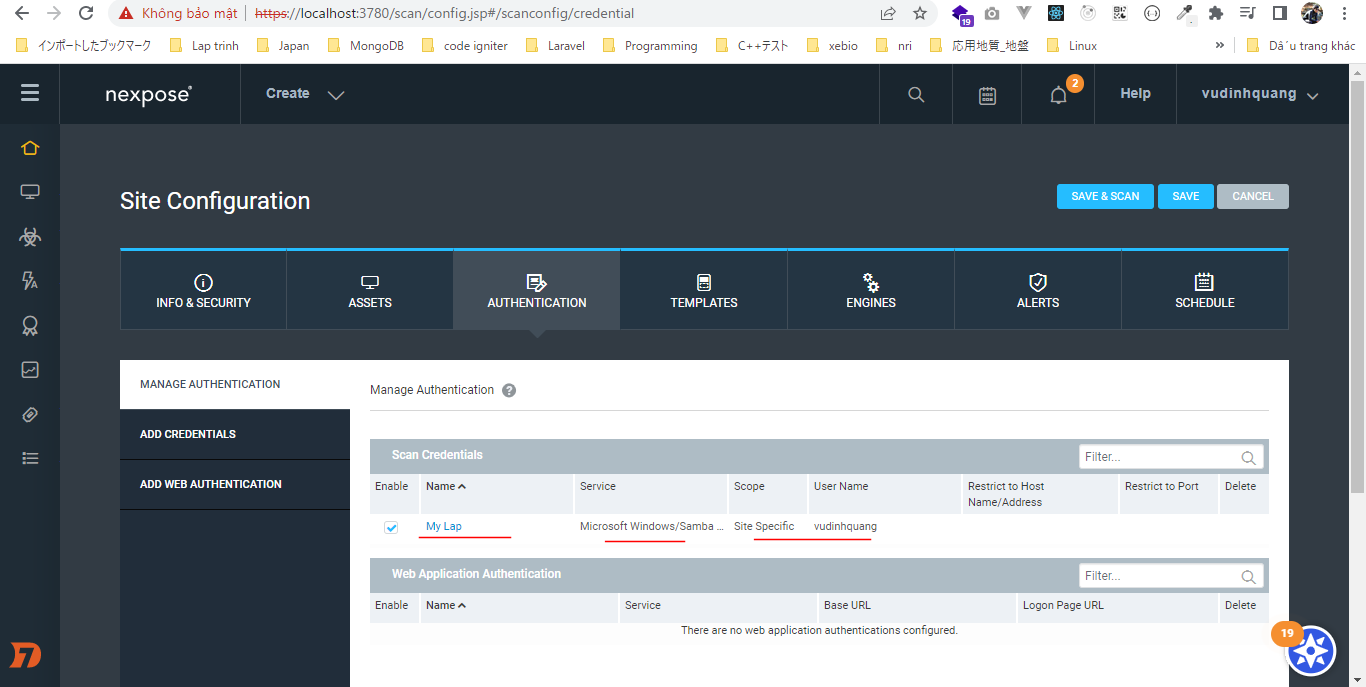 Không bảo mật https://localhost:3780/scan/config.jsp#/scanconfig/credential
19
インポートしたブックマーク Lap trinh Japan MongoDB code igniter Laravel Programming C++テスト xebio nri 応用地質_地盤 Linux » Dấu trang khác
nexpose® Create 2 Help vudinhquang
Site Configuration SAVE & SCAN SAVE CANCEL
INFO & SECURITY ASSETS AUTHENTICATION TEMPLATES ENGINES ALERTS SCHEDULE
MANAGE AUTHENTICATION
ADD CREDENTIALS
ADD WEB AUTHENTICATION
Manage Authentication ?
Scan Credentials Filter...
Enable Name Service Scope User Name Restrict to Host Name/Address Restrict to Port Delete
My Lap Microsoft Windows/Samba ... Site Specific vudinhquang
Web Application Authentication Filter...
Enable Name Service Base URL Logon Page URL Delete
There are no web application authentications configured.
19